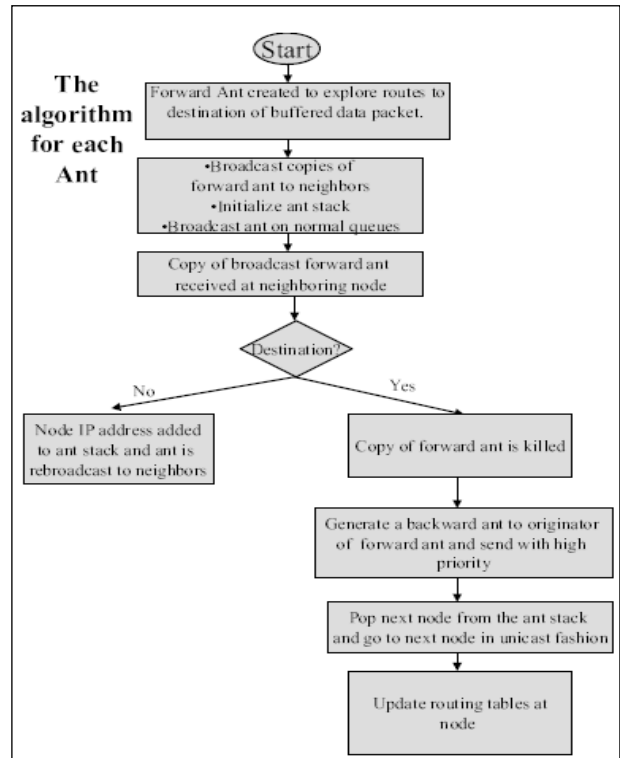 Start
The
algorithm
for each
Ant
Forward Ant created to explore routes to
destination of buffered data packet.
•Broadcast copies of
forward ant to neighbors
•Initialize ant stack
•Broadcast ant on normal queues
Copy of broadcast forward ant
received at neighboring node
Destination?
No
Yes
Node IP address added
to ant stack and ant is
rebroadcast to neighbors
Copy of forward ant is killed
Generate a backward ant to originator
of forward ant and send with high
priority
Pop next node from the ant stack
and go to next node in unicast fashion
Update routing tables at
node